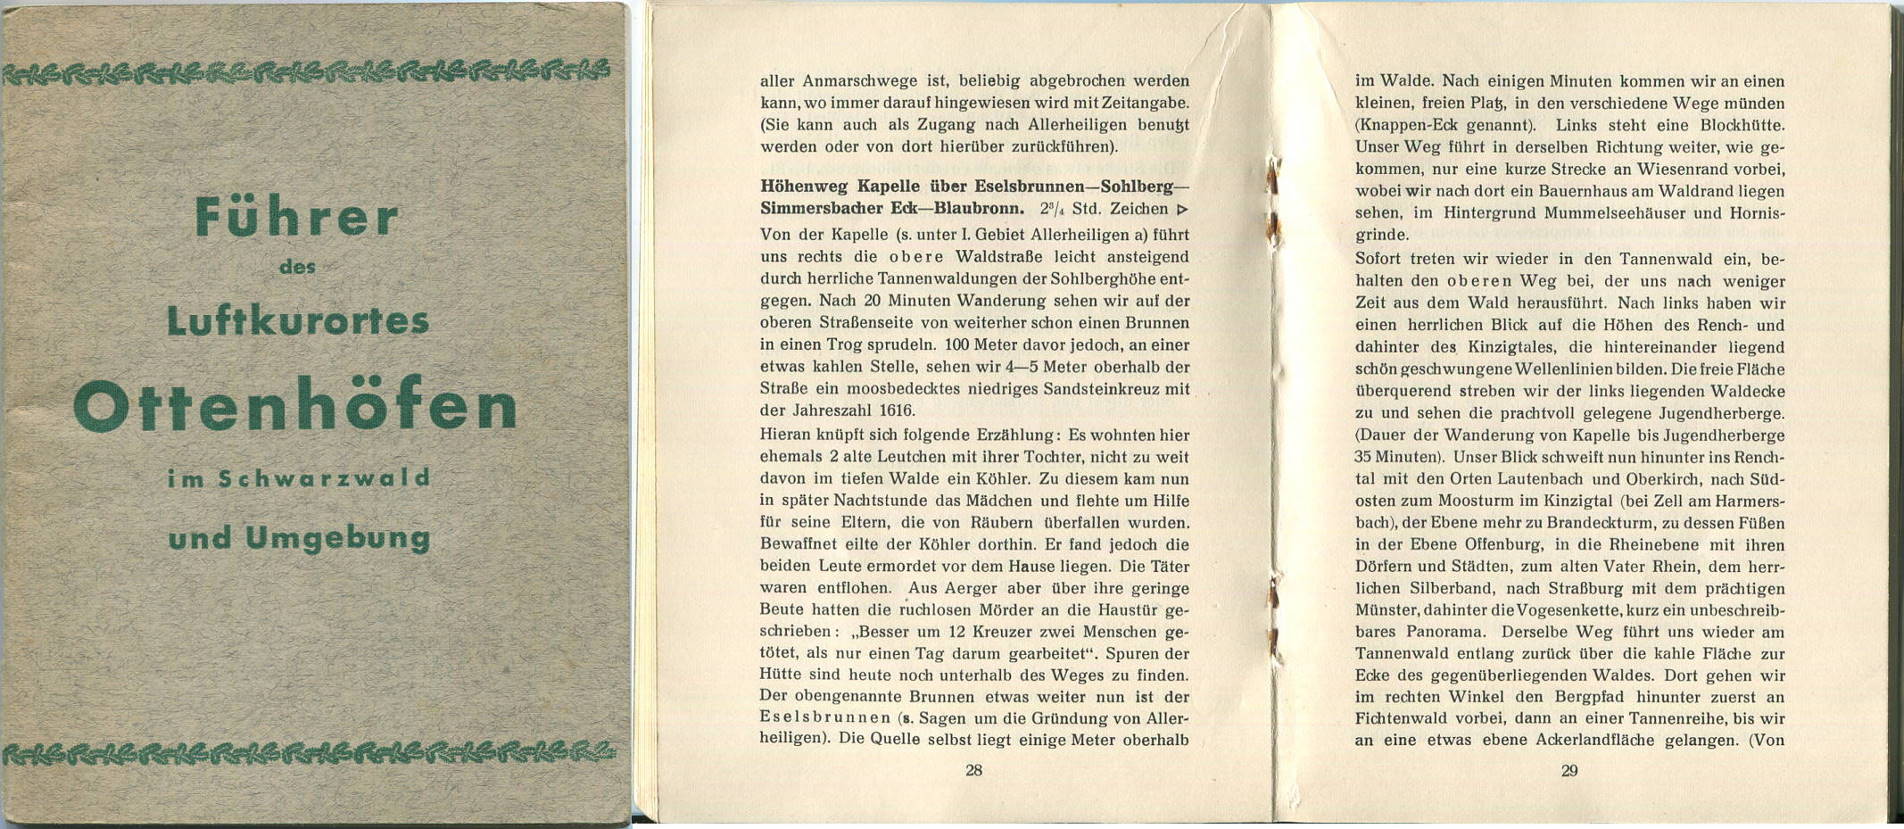 Führer
des
Luftkurortes
Ottenhöfen
im Schwarzwald
und Umgebung
aller Anmarschwege ist, beliebig abgebrochen werden
kann, wo immer darauf hingewiesen wird mit Zeitangabe.
(Sie kann auch als Zugang nach Allerheiligen benutzt
werden oder von dort hierüber zurückführen).
Höhenweg Kapelle über Eselsbrunnen—Sohlberg—
Simmersbacher Eck—Blaubronn. 2³/₄ Std. Zeichen ▷
Von der Kapelle (s. unter I. Gebiet Allerheiligen a) führt
uns rechts die obere Waldstraße leicht ansteigend
durch herrliche Tannenwaldungen der Sohlberghöhe ent-
gegen. Nach 20 Minuten Wanderung sehen wir auf der
oberen Straßenseite von weiterher schon einen Brunnen
in einen Trog sprudeln. 100 Meter davor jedoch, an einer
etwas kahlen Stelle, sehen wir 4—5 Meter oberhalb der
Straße ein moosbedecktes niedriges Sandsteinkreuz mit
der Jahreszahl 1616.
Hieran knüpft sich folgende Erzählung: Es wohnten hier
ehemals 2 alte Leutchen mit ihrer Tochter, nicht zu weit
davon im tiefen Walde ein Köhler. Zu diesem kam nun
in später Nachtstunde das Mädchen und flehte um Hilfe
für seine Eltern, die von Räubern überfallen wurden.
Bewaffnet eilte der Köhler dorthin. Er fand jedoch die
beiden Leute ermordet vor dem Hause liegen. Die Täter
waren entflohen. Aus Aerger aber über ihre geringe
Beute hatten die ruchlosen Mörder an die Haustür ge-
schrieben: „Besser um 12 Kreuzer zwei Menschen ge-
tötet, als nur einen Tag darum gearbeitet“. Spuren der
Hütte sind heute noch unterhalb des Weges zu finden.
Der obengenannte Brunnen etwas weiter nun ist der
Eselsbrunnen (s. Sagen um die Gründung von Aller-
heiligen). Die Quelle selbst liegt einige Meter oberhalb
28
im Walde. Nach einigen Minuten kommen wir an einen
kleinen, freien Platz, in den verschiedene Wege münden
(Knappen-Eck genannt). Links steht eine Blockhütte.
Unser Weg führt in derselben Richtung weiter, wie ge-
kommen, nur eine kurze Strecke an Wiesenrand vorbei,
wobei wir nach dort ein Bauernhaus am Waldrand liegen
sehen, im Hintergrund Mummelseehäuser und Hornis-
grinde.
Sofort treten wir wieder in den Tannenwald ein, be-
halten den oberen Weg bei, der uns nach weniger
Zeit aus dem Wald herausführt. Nach links haben wir
einen herrlichen Blick auf die Höhen des Rench- und
dahinter des Kinzigtales, die hintereinander liegend
schön geschwungene Wellenlinien bilden. Die freie Fläche
überquerend streben wir der links liegenden Waldecke
zu und sehen die prachtvoll gelegene Jugendherberge.
(Dauer der Wanderung von Kapelle bis Jugendherberge
35 Minuten). Unser Blick schweift nun hinunter ins Rench-
tal mit den Orten Lautenbach und Oberkirch, nach Süd-
osten zum Moosturm im Kinzigtal (bei Zell am Harmers-
bach), der Ebene mehr zu Brandeckturm, zu dessen Füßen
in der Ebene Offenburg, in die Rheinebene mit ihren
Dörfern und Städten, zum alten Vater Rhein, dem herr-
lichen Silberband, nach Straßburg mit dem prächtigen
Münster, dahinter die Vogesenkette, kurz ein unbeschreib-
bares Panorama. Derselbe Weg führt uns wieder am
Tannenwald entlang zurück über die kahle Fläche zur
Ecke des gegenüberliegenden Waldes. Dort gehen wir
im rechten Winkel den Bergpfad hinunter zuerst an
Fichtenwald vorbei, dann an einer Tannenreihe, bis wir
an eine etwas ebene Ackerlandfläche gelangen. (Von
29